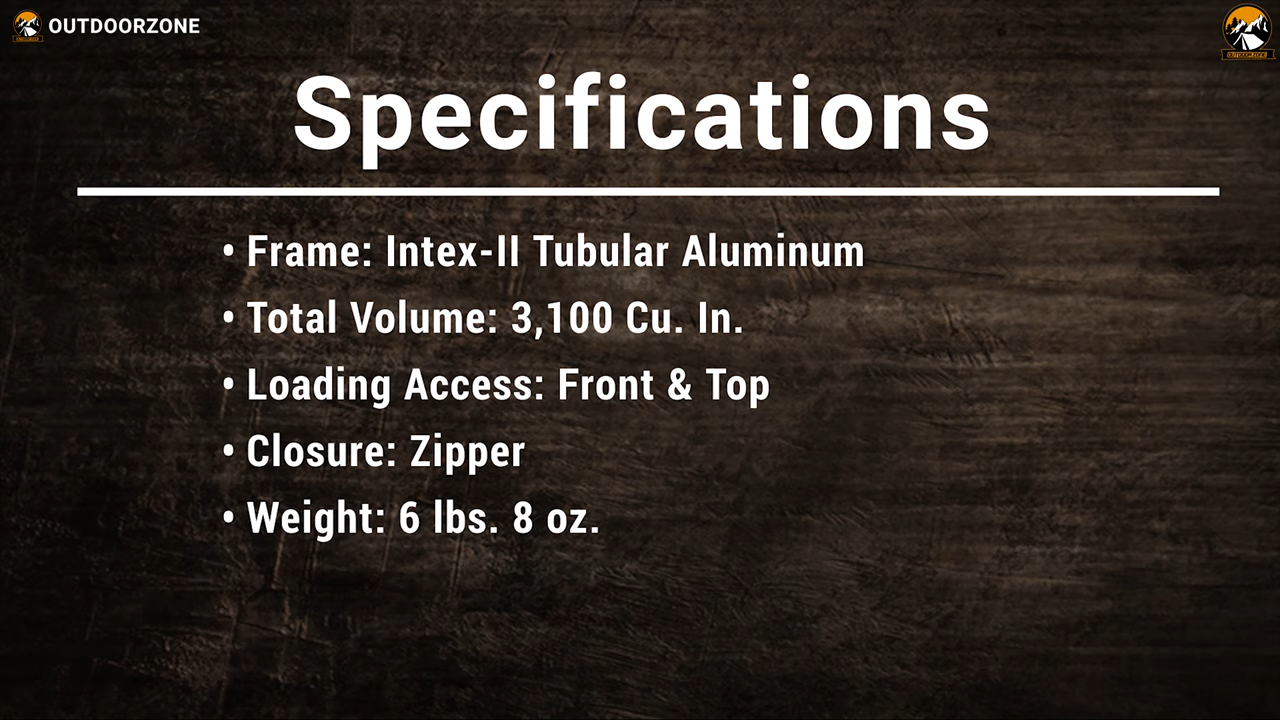 OUTDOORZONE
OUTDOORZONE
Specifications
• Frame: Intex-II Tubular Aluminum
• Total Volume: 3,100 Cu. In.
• Loading Access: Front & Top
• Closure: Zipper
• Weight: 6 lbs. 8 oz.